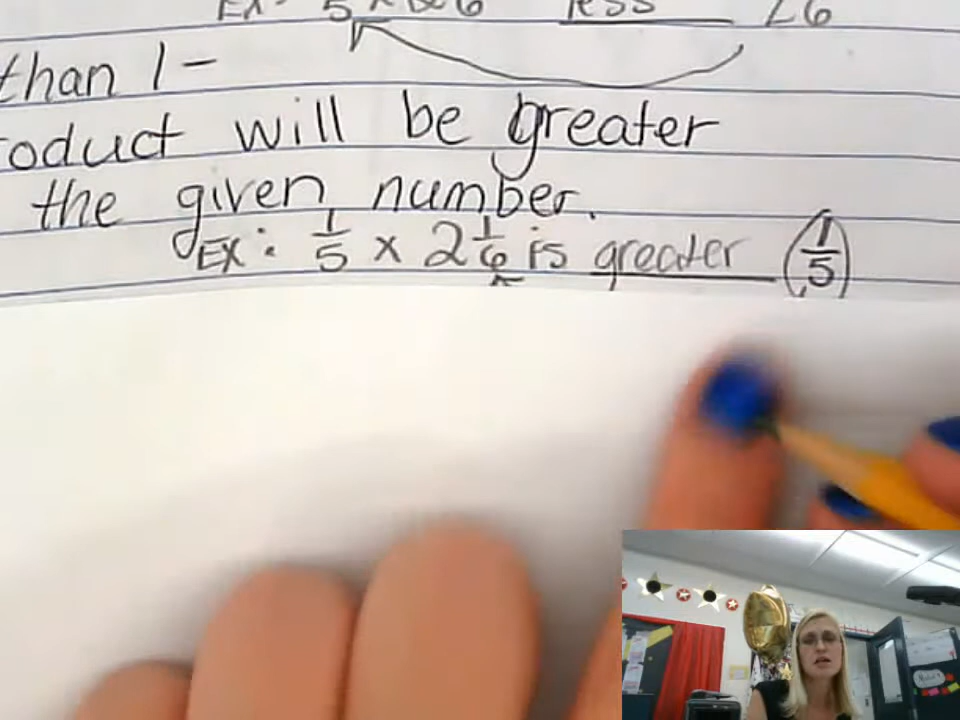 less
than 1 -
oduct will be greater
the given number.
Ex: 1/5 x 2 1/6 is greater (1/5)